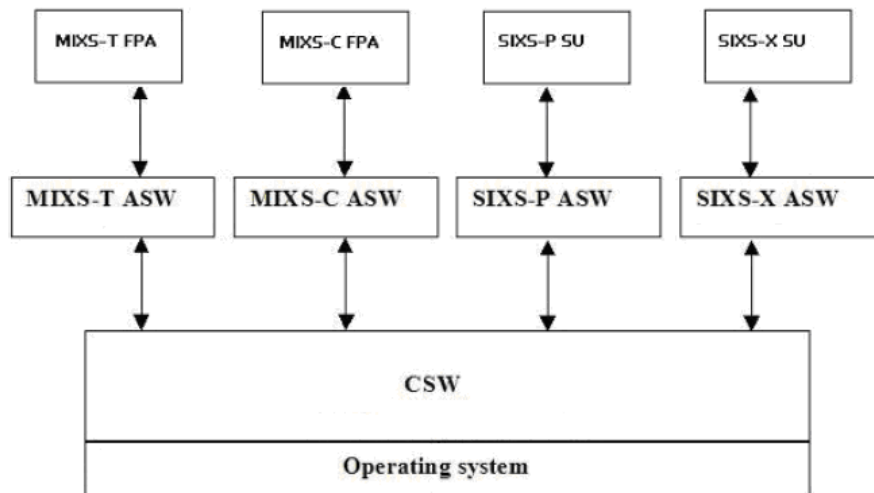 MIXS-T FPA
MIXS-C FPA
SIXS-P SU
SIXS-X SU
MIXS-T ASW
MIXS-C ASW
SIXS-P ASW
SIXS-X ASW
CSW
Operating system